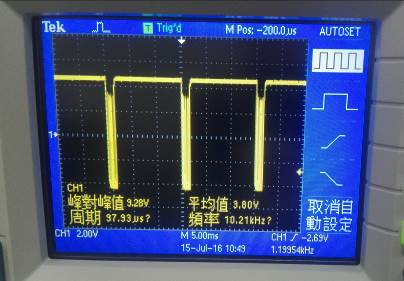 Tek
T Trig'd
M Pos: -200.0µs
AUTOSET
1
CH1
峰對峰值 9.28V
平均值 3.80V
周期 97.93µs?
頻率 10.21kHz?
取消自
動設定
CH1 2.00V
M 5.00ms
CH1 / -2.69V
15-Jul-16 10:49
1.19954kHz